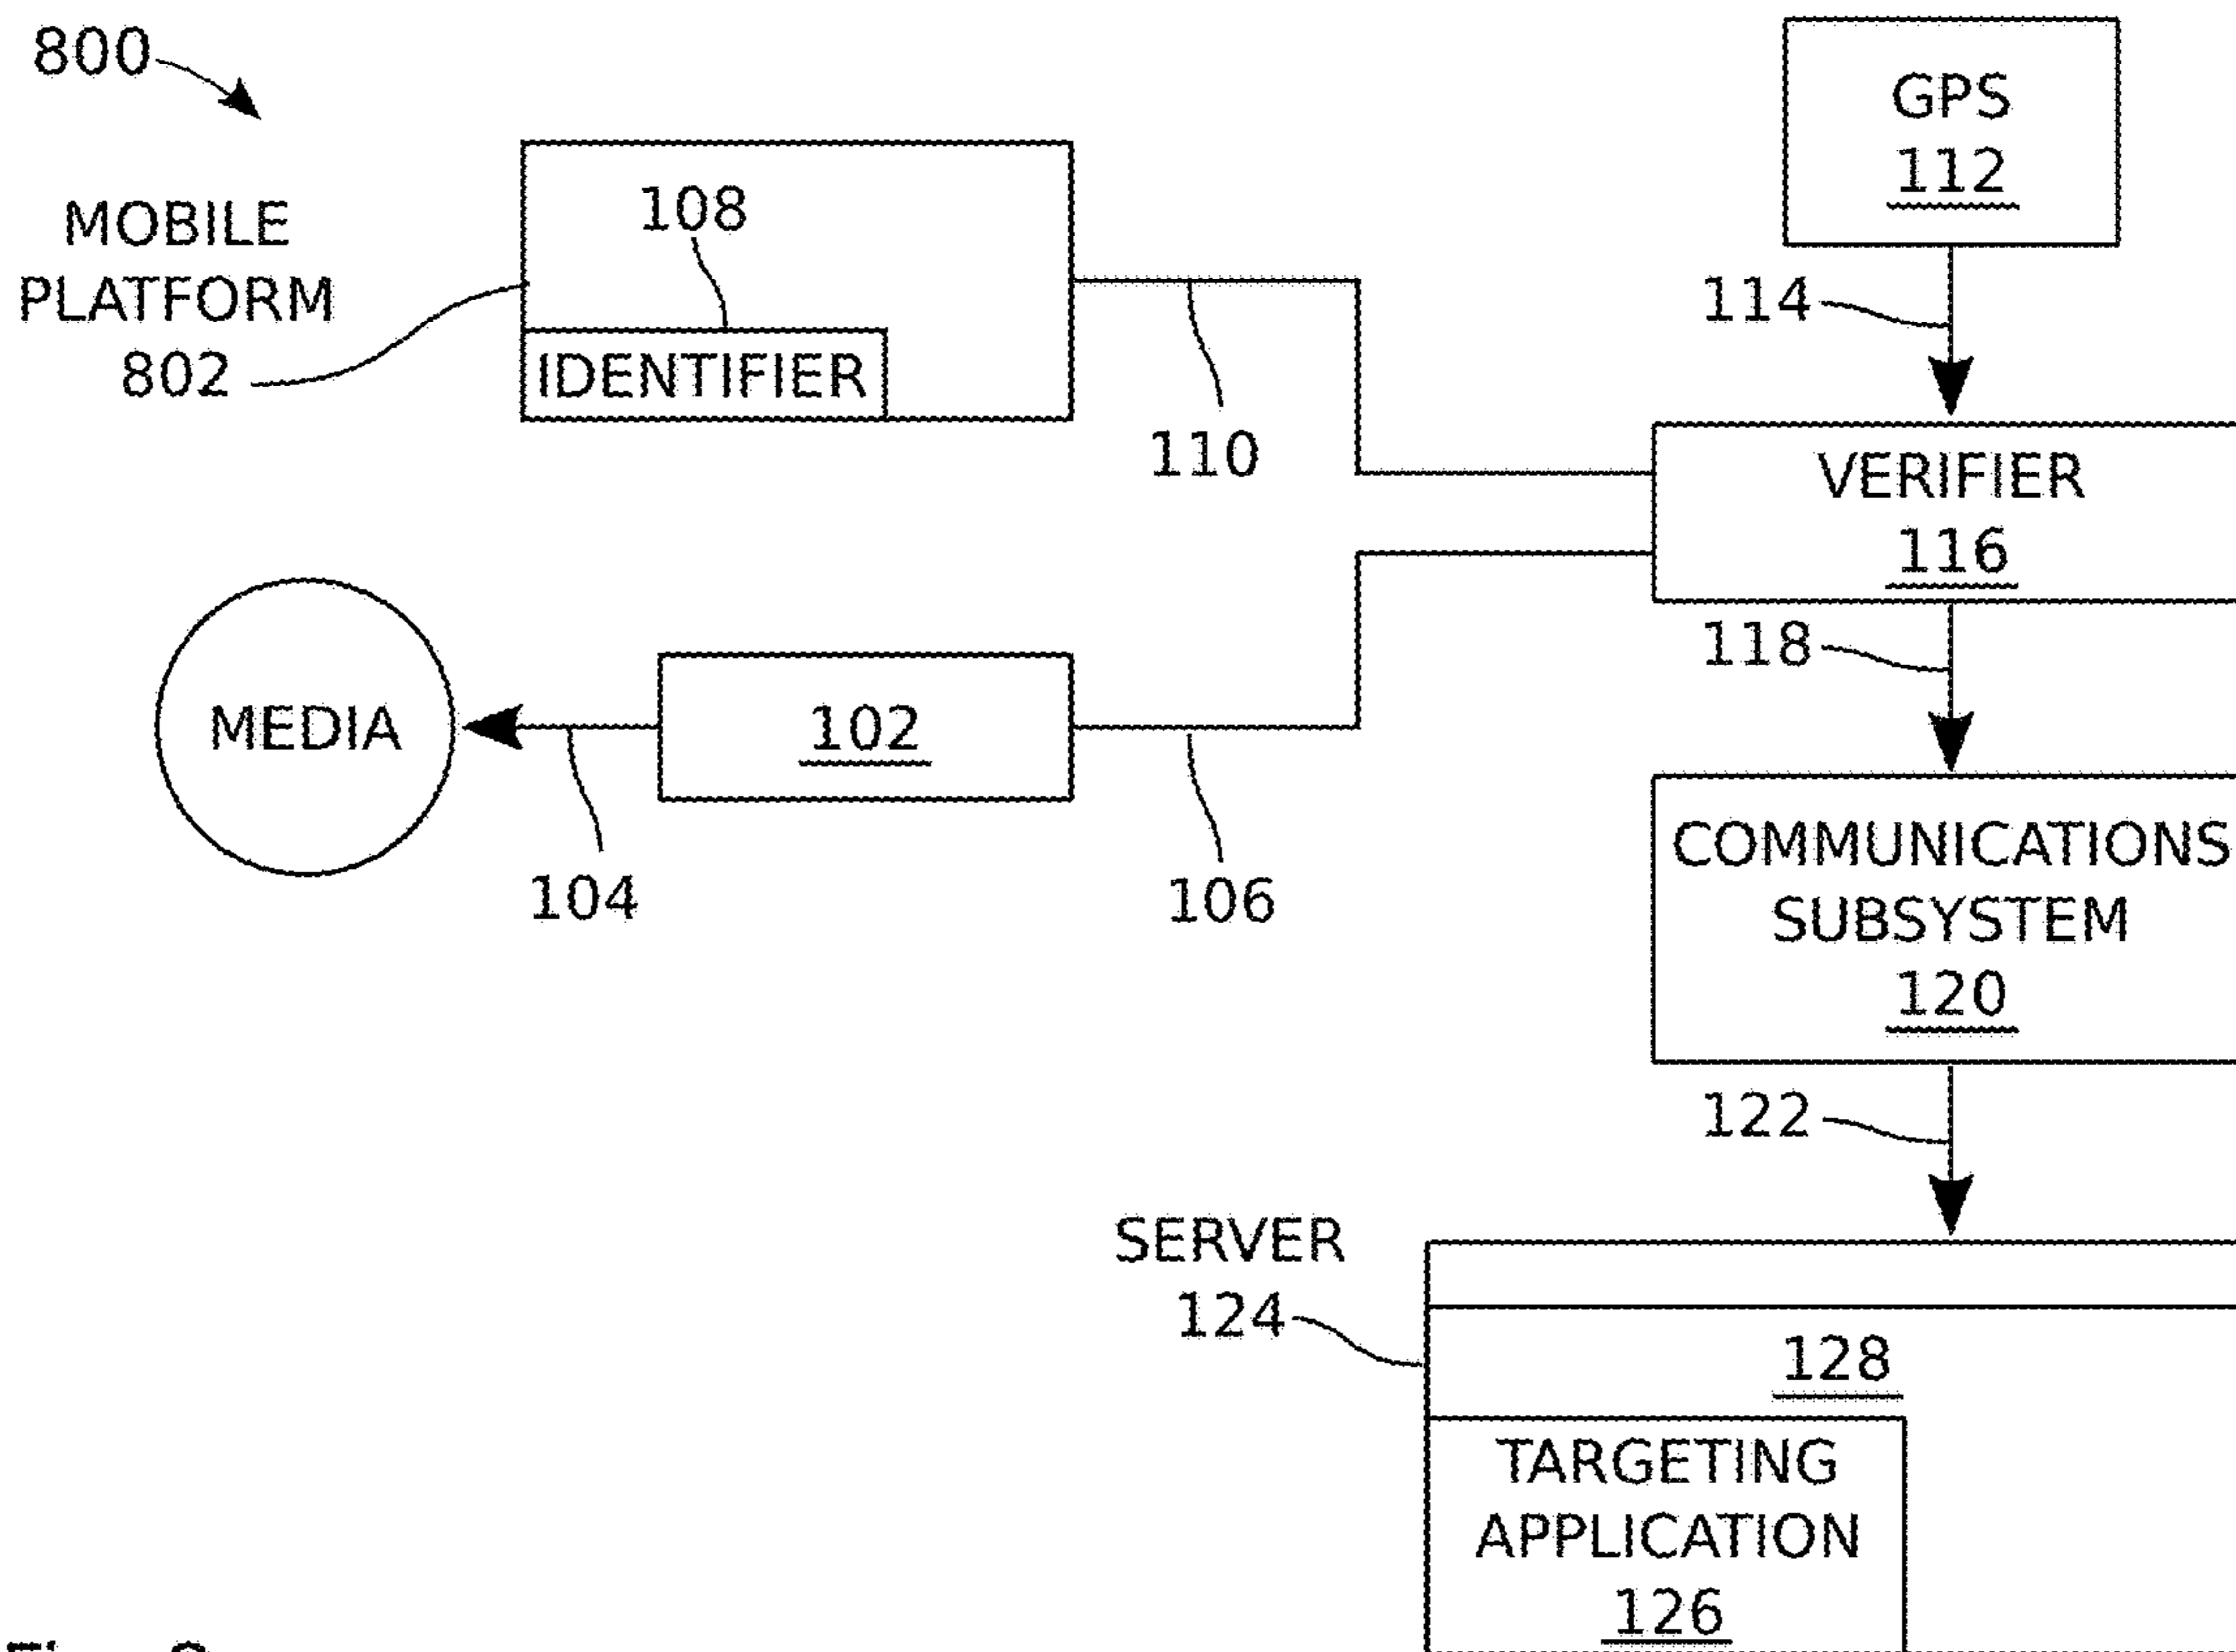 800
GPS
112
MOBILE
PLATFORM
802
108
IDENTIFIER
110
114
VERIFIER
116
118
MEDIA
102
104
106
COMMUNICATIONS
SUBSYSTEM
120
122
SERVER
124
128
TARGETING
APPLICATION
126